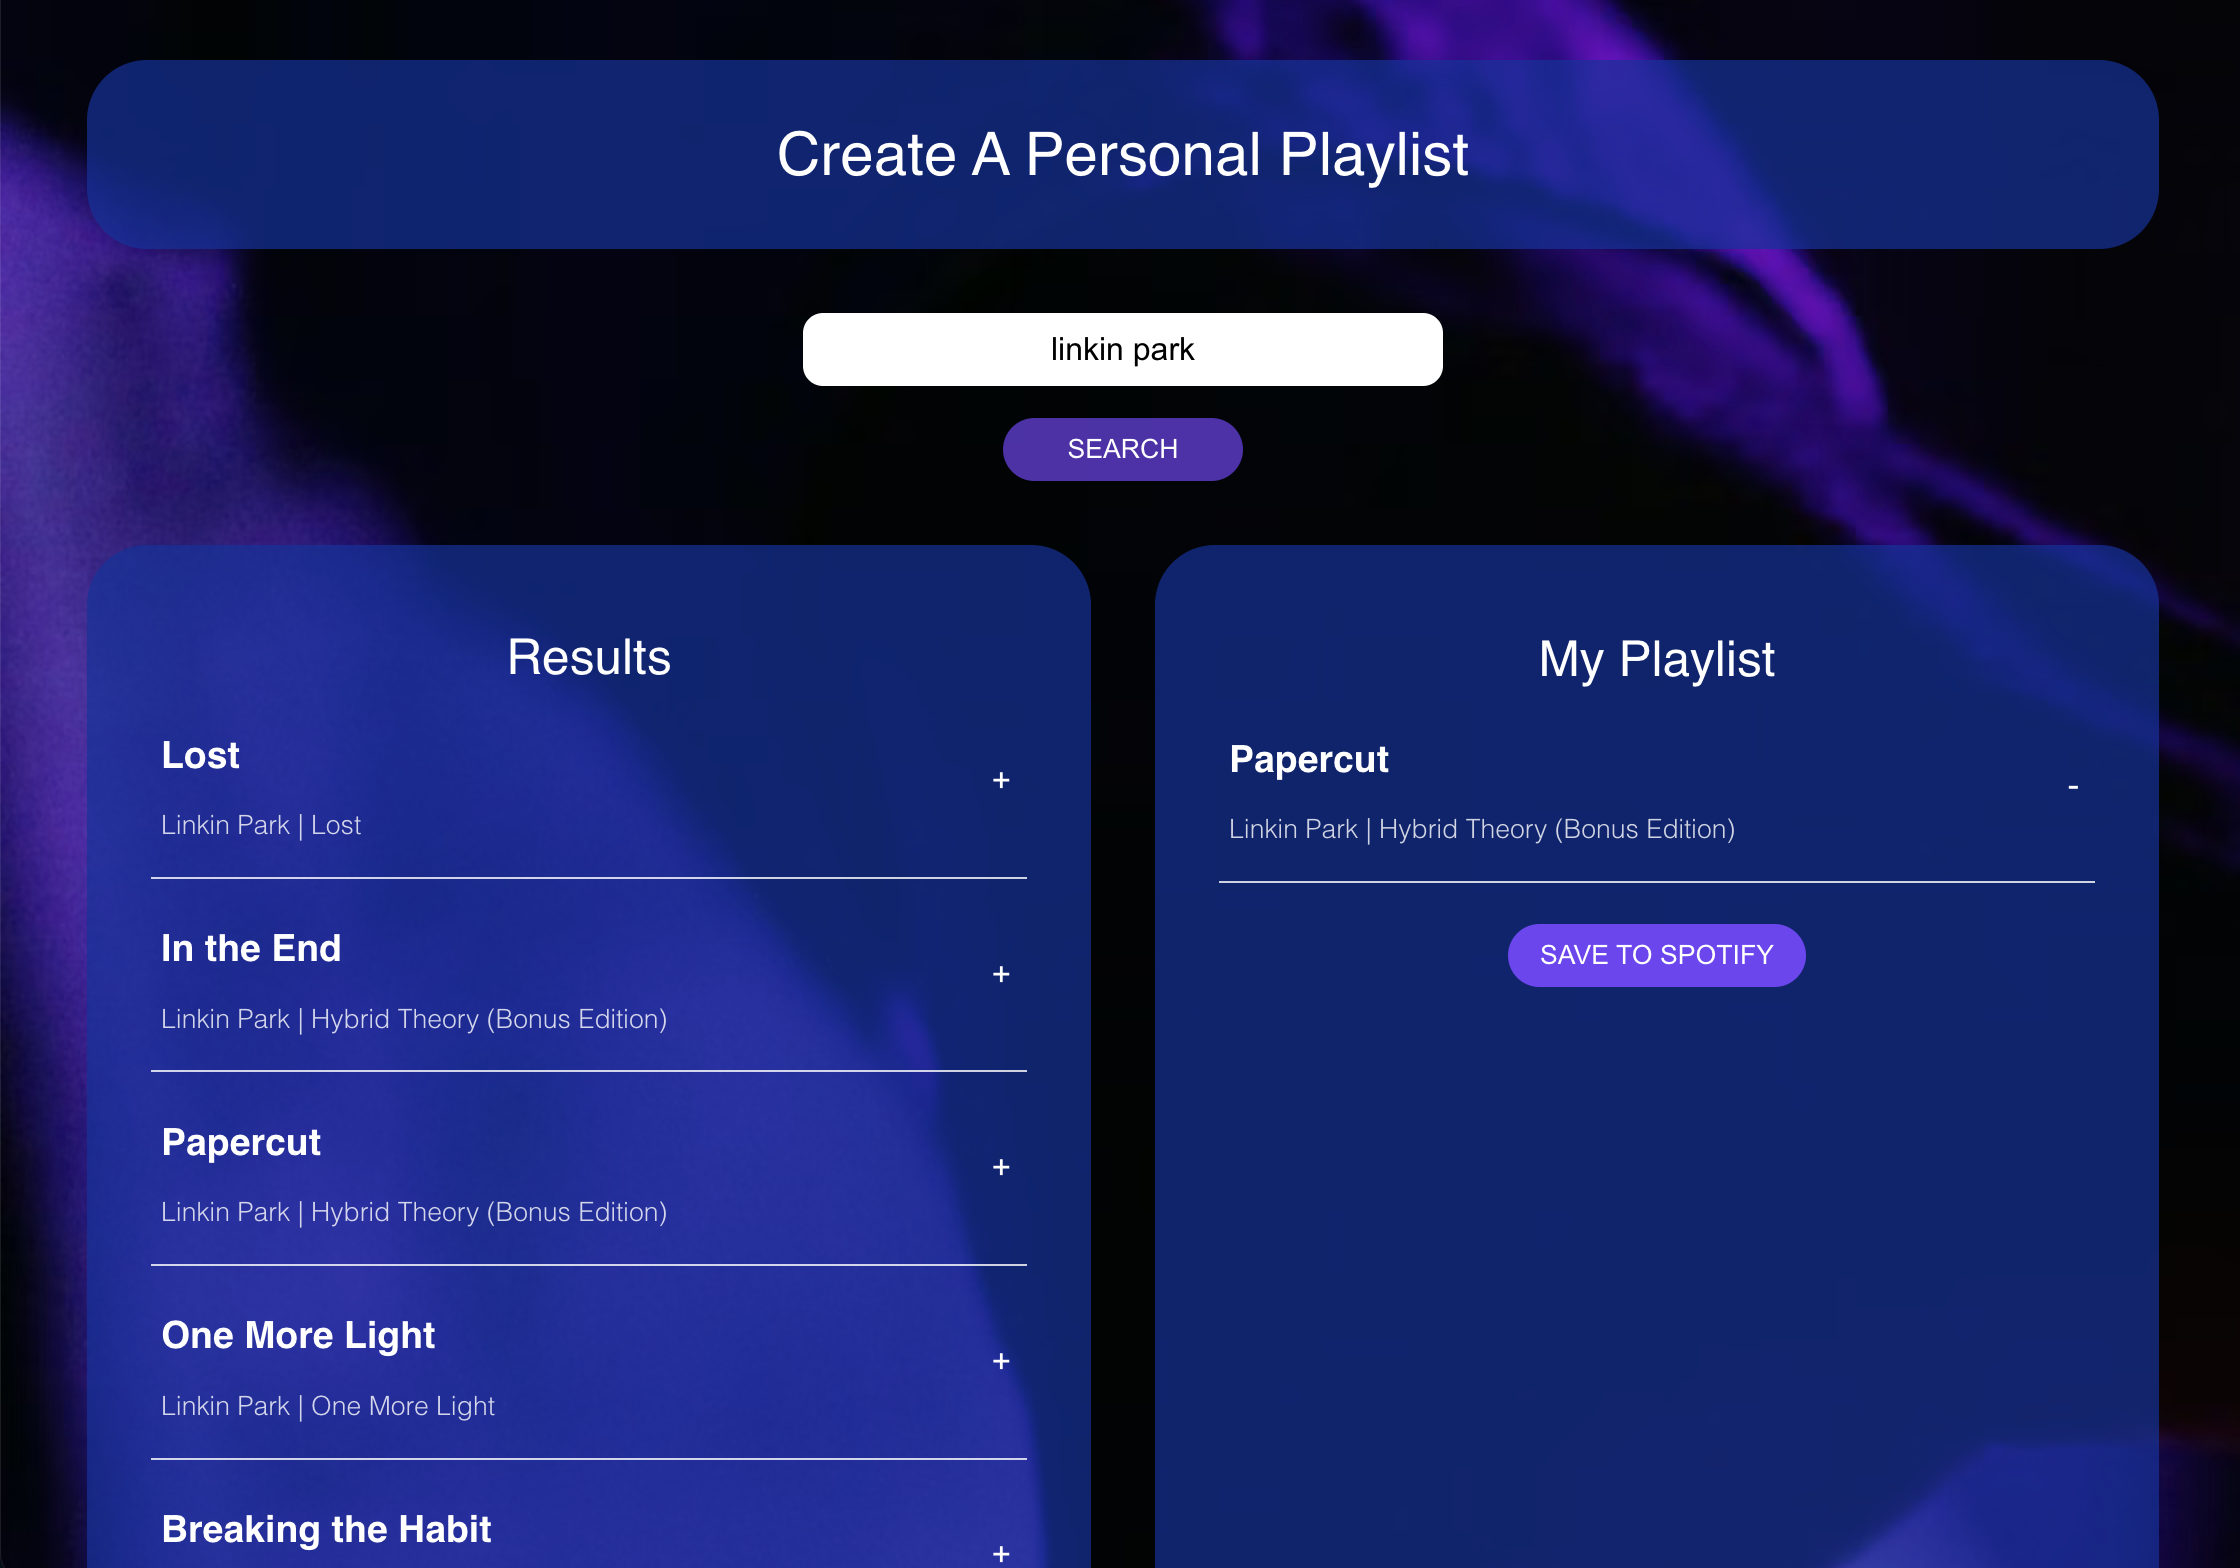 Create A Personal Playlist
linkin park
SEARCH
Results
Lost
+
Linkin Park | Lost
In the End
+
Linkin Park | Hybrid Theory (Bonus Edition)
Papercut
+
Linkin Park | Hybrid Theory (Bonus Edition)
One More Light
+
Linkin Park | One More Light
Breaking the Habit
+
My Playlist
Papercut
-
Linkin Park | Hybrid Theory (Bonus Edition)
SAVE TO SPOTIFY